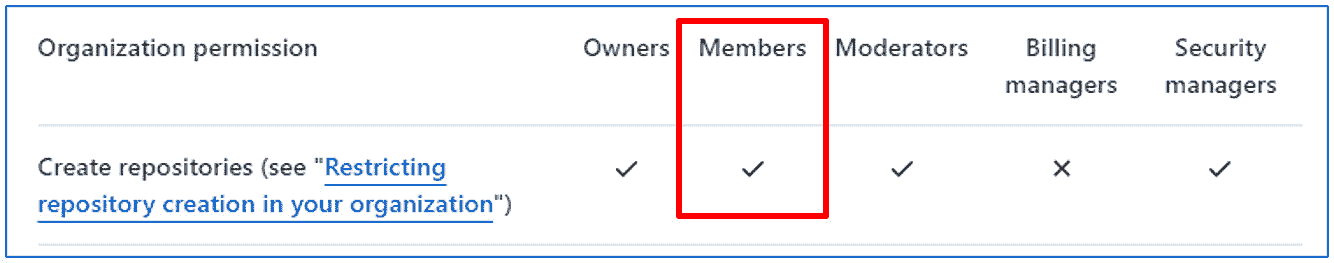 Organization permission Owners Members Moderators Billing managers Security managers
Create repositories (see "Restricting
repository creation in your organization") ✓ ✓ ✓ ✕ ✓